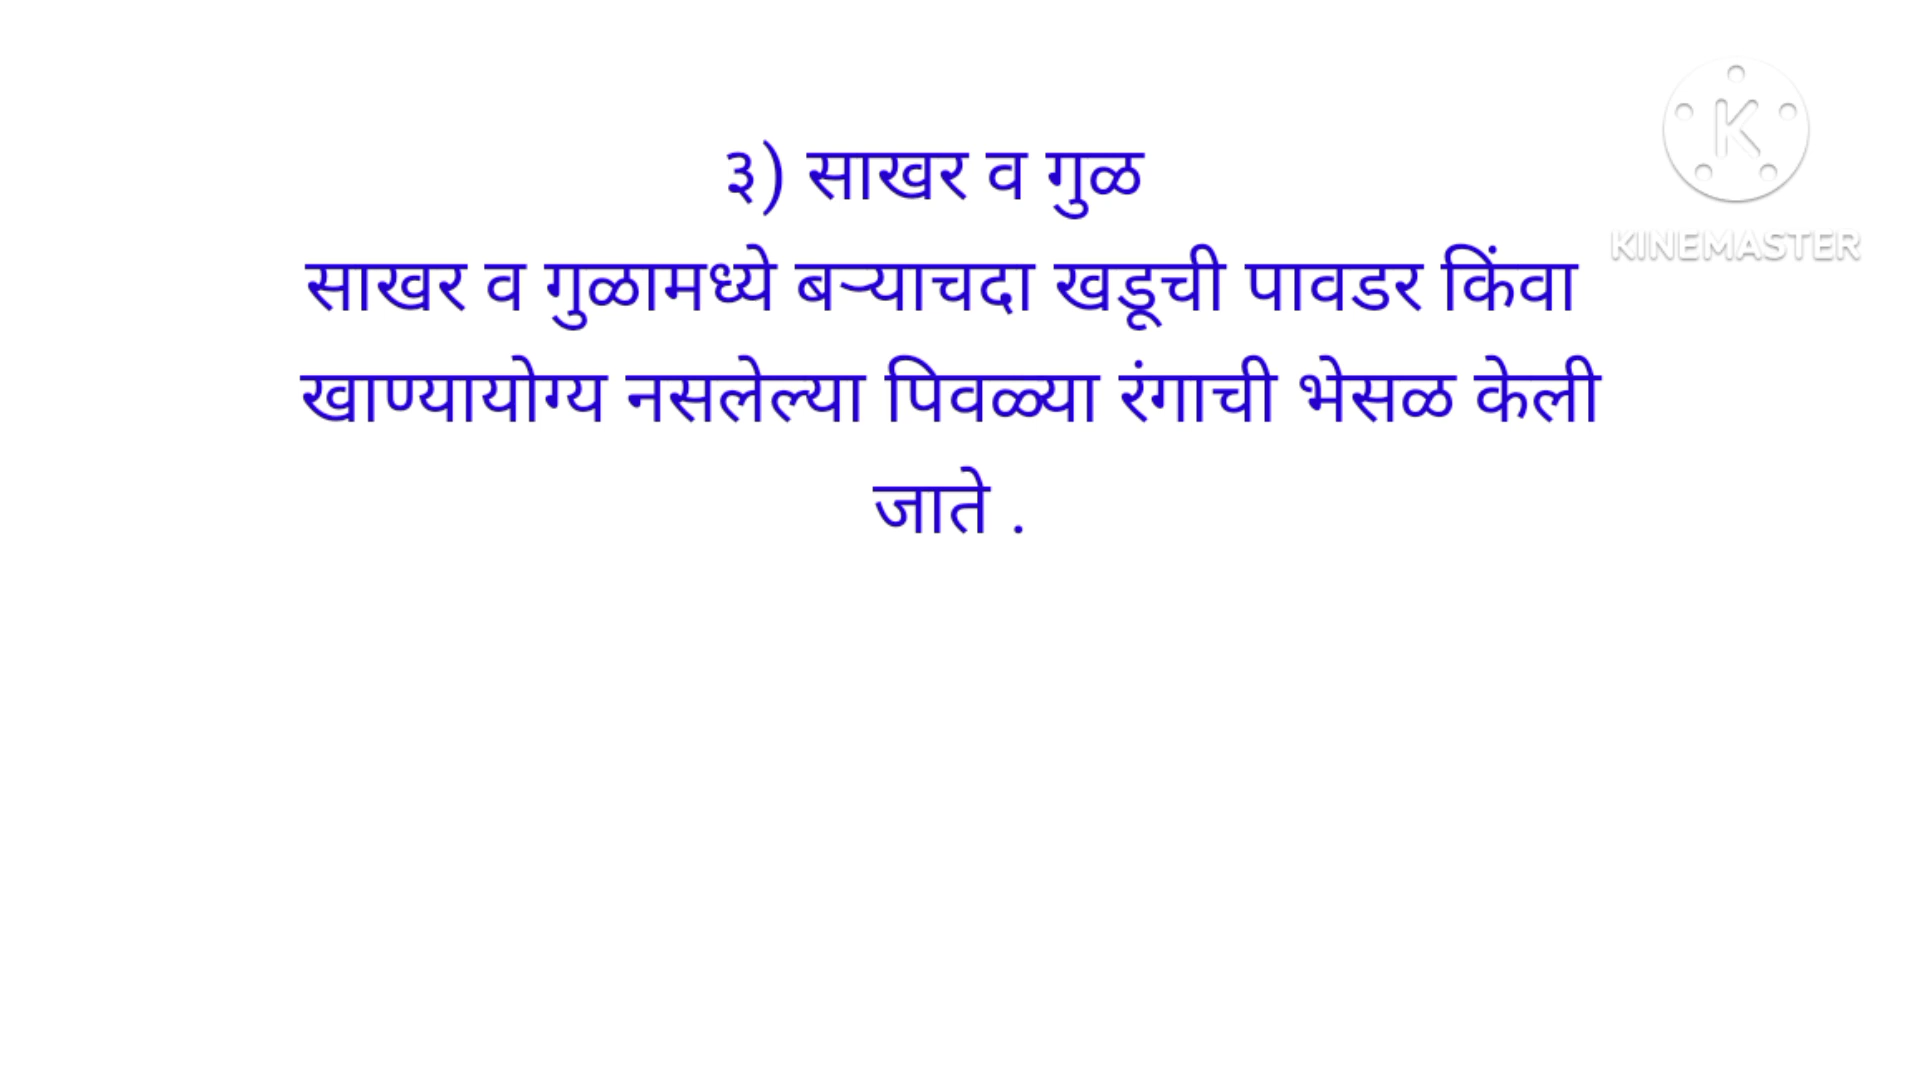 ३) साखर व गुळ
K
KINEMASTER
साखर व गुळामध्ये बऱ्याचदा खडूची पावडर किंवा
खाण्यायोग्य नसलेल्या पिवळ्या रंगाची भेसळ केली
जाते .